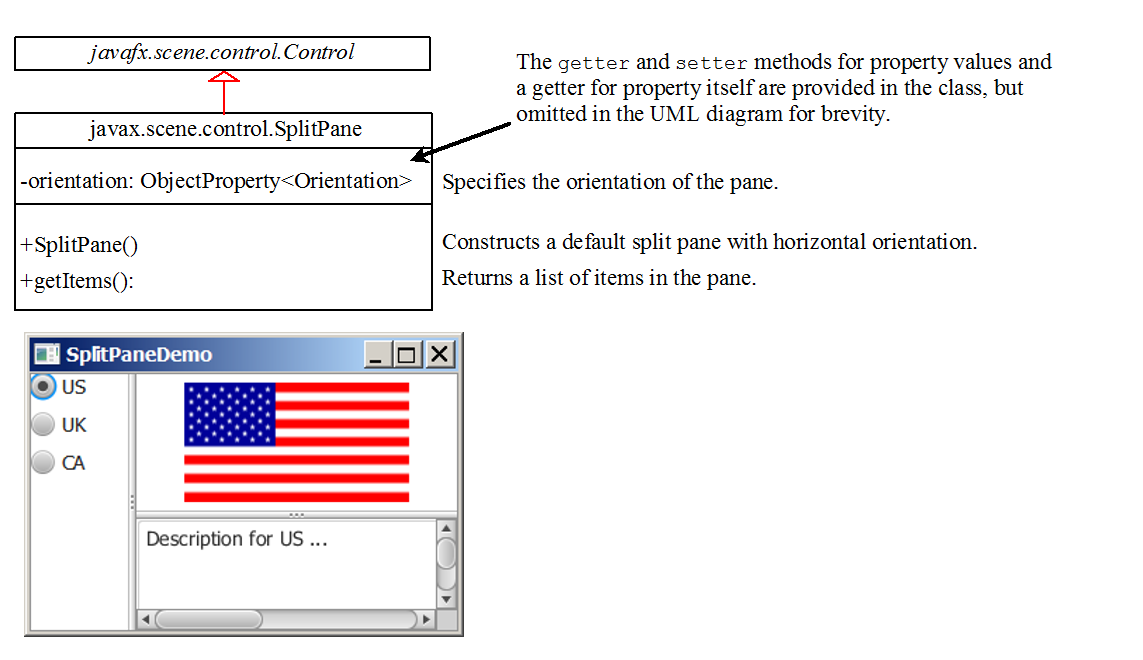 javafx.scene.control.Control
The getter and setter methods for property values and
a getter for property itself are provided in the class, but
omitted in the UML diagram for brevity.
javax.scene.control.SplitPane
-orientation: ObjectProperty<Orientation>
Specifies the orientation of the pane.
+SplitPane()
Constructs a default split pane with horizontal orientation.
+getItems():
Returns a list of items in the pane.
SplitPaneDemo
US
UK
CA
Description for US ...